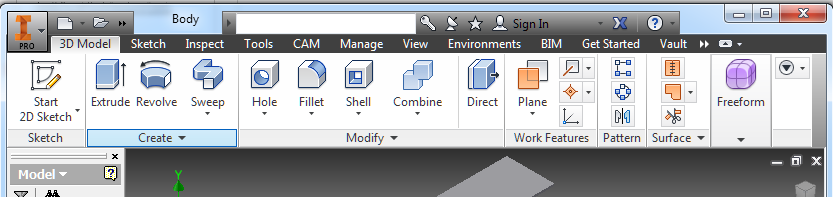 Body
Sign In
?
PRO
3D Model Sketch Inspect Tools CAM Manage View Environments BIM Get Started Vault
Extrude Revolve Sweep Hole Fillet Shell Combine Direct Plane Freeform
Start
2D Sketch
Sketch Create Modify Work Features Pattern Surface
Model ?
Y